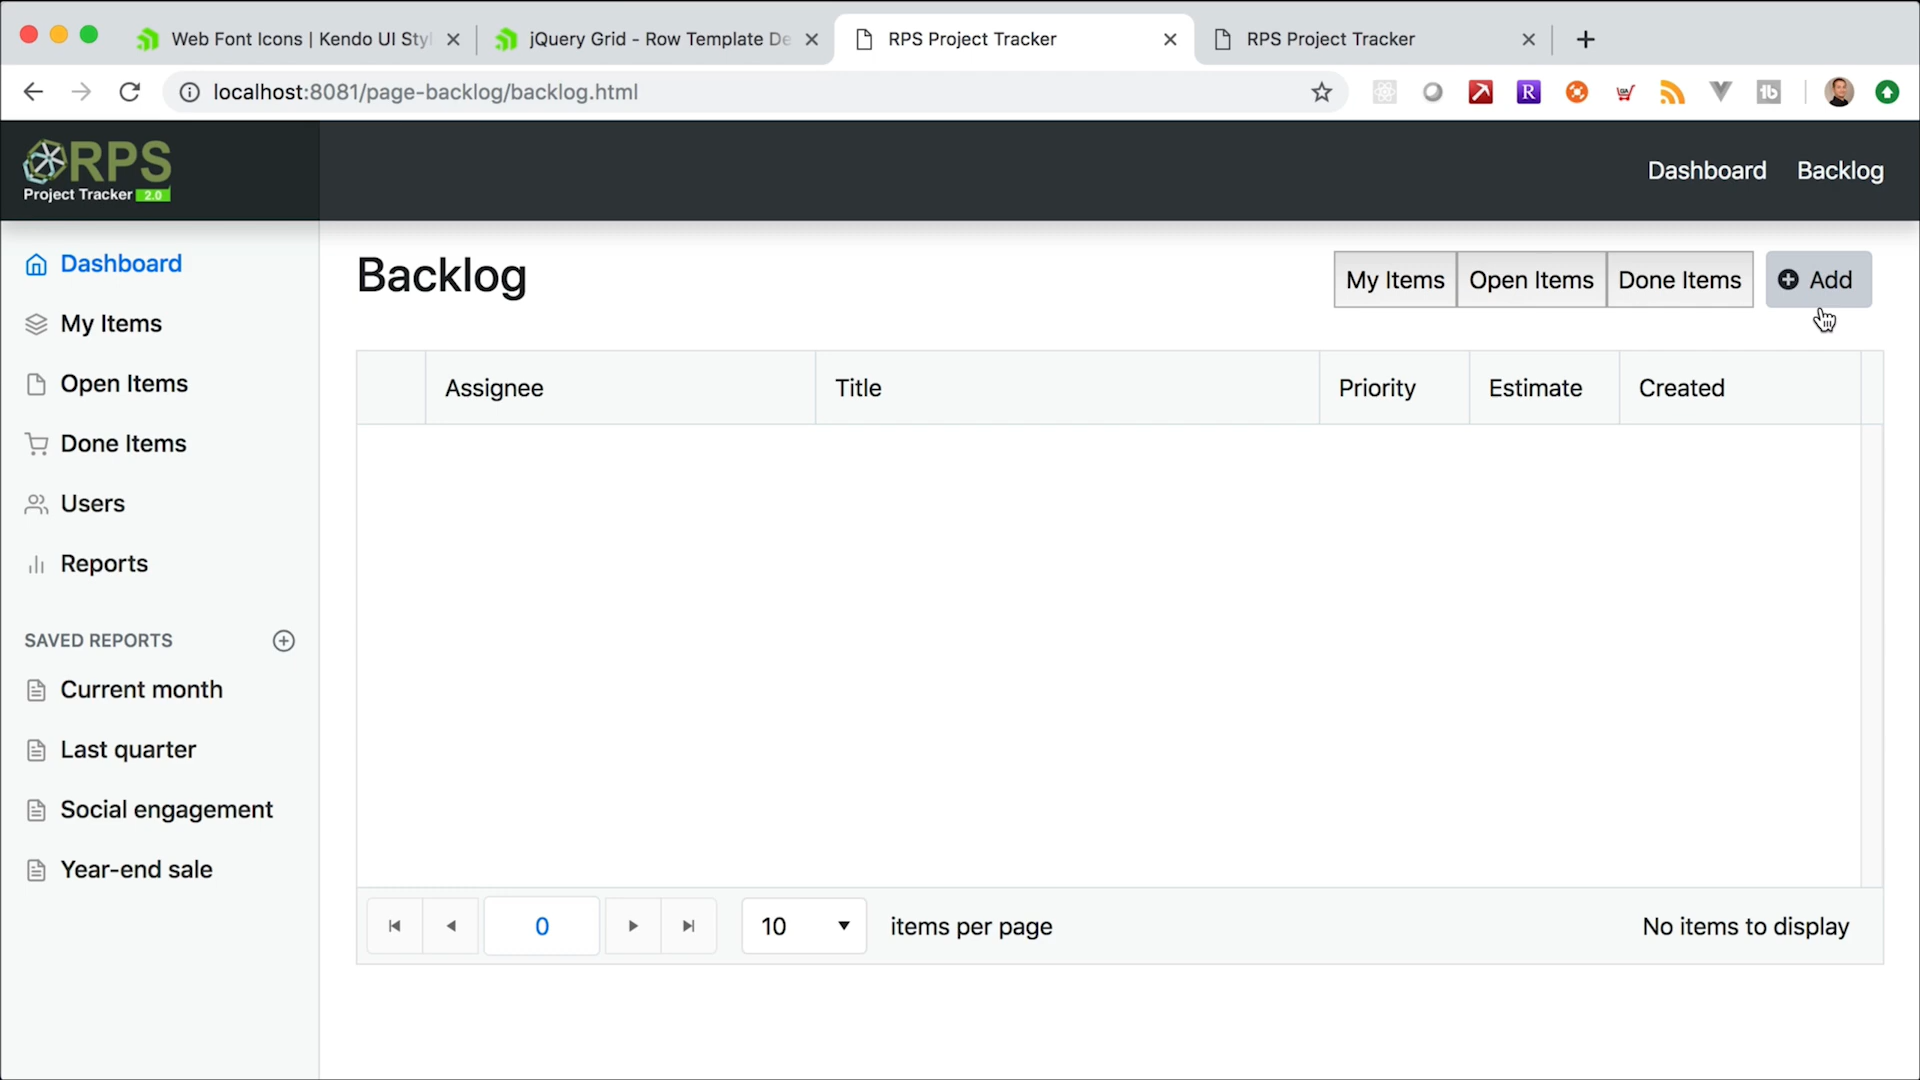 Web Font Icons | Kendo UI Styl
jQuery Grid - Row Template De
RPS Project Tracker
RPS Project Tracker
localhost:8081/page-backlog/backlog.html
R
tb
RPS
Project Tracker 2.0
Dashboard
Backlog
Dashboard
My Items
Open Items
Done Items
Users
Reports
SAVED REPORTS
Current month
Last quarter
Social engagement
Year-end sale
Backlog
My Items
Open Items
Done Items
Add
Assignee
Title
Priority
Estimate
Created
0
10
items per page
No items to display